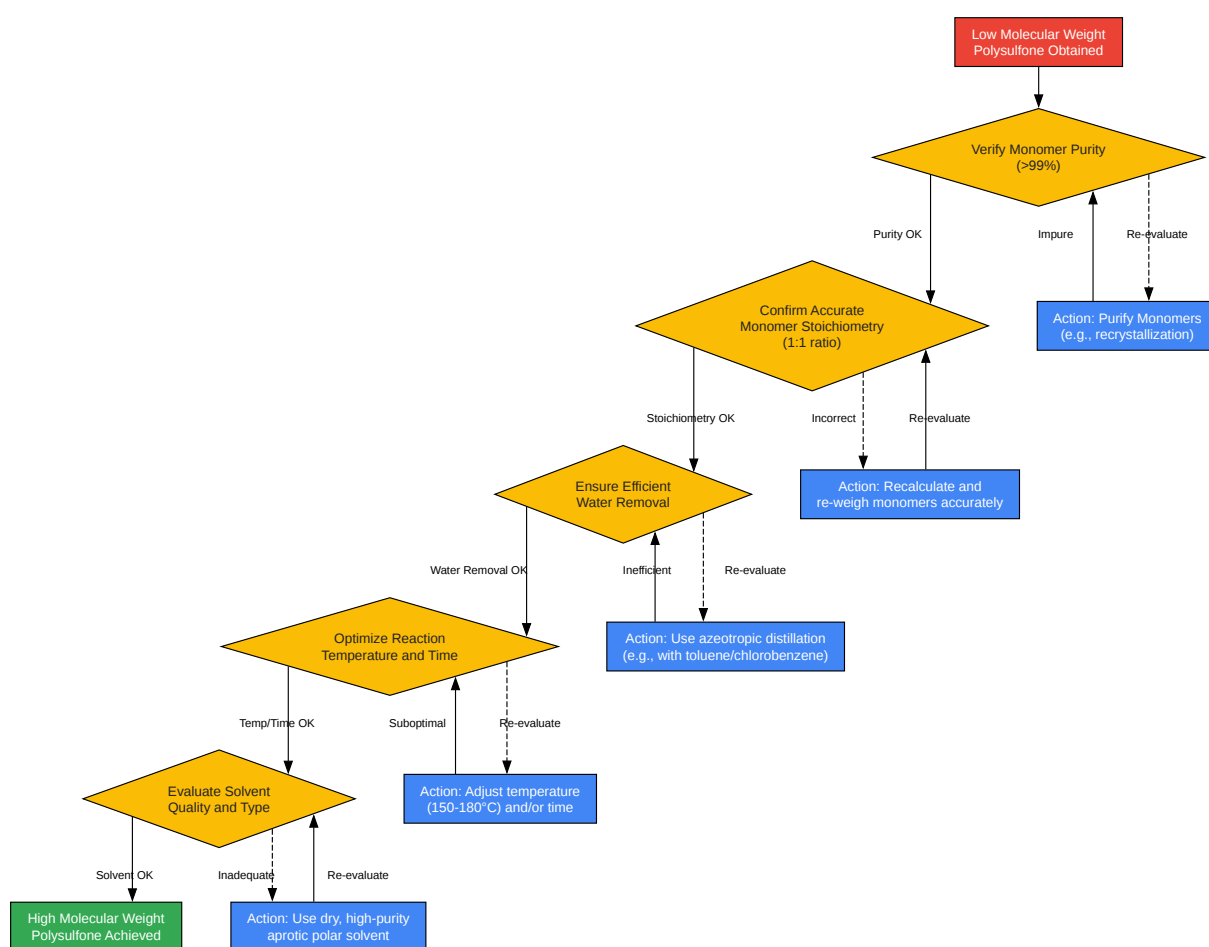 Low Molecular Weight
Polysulfone Obtained
Verify Monomer Purity
(>99%)
Purity OK
Impure
Re-evaluate
Confirm Accurate
Monomer Stoichiometry
(1:1 ratio)
Action: Purify Monomers
(e.g., recrystallization)
Stoichiometry OK
Incorrect
Re-evaluate
Ensure Efficient
Water Removal
Action: Recalculate and
re-weigh monomers accurately
Water Removal OK
Inefficient
Re-evaluate
Optimize Reaction
Temperature and Time
Action: Use azeotropic distillation
(e.g., with toluene/chlorobenzene)
Temp/Time OK
Suboptimal
Re-evaluate
Evaluate Solvent
Quality and Type
Action: Adjust temperature
(150-180°C) and/or time
Solvent OK
Inadequate
Re-evaluate
High Molecular Weight
Polysulfone Achieved
Action: Use dry, high-purity
aprotic polar solvent